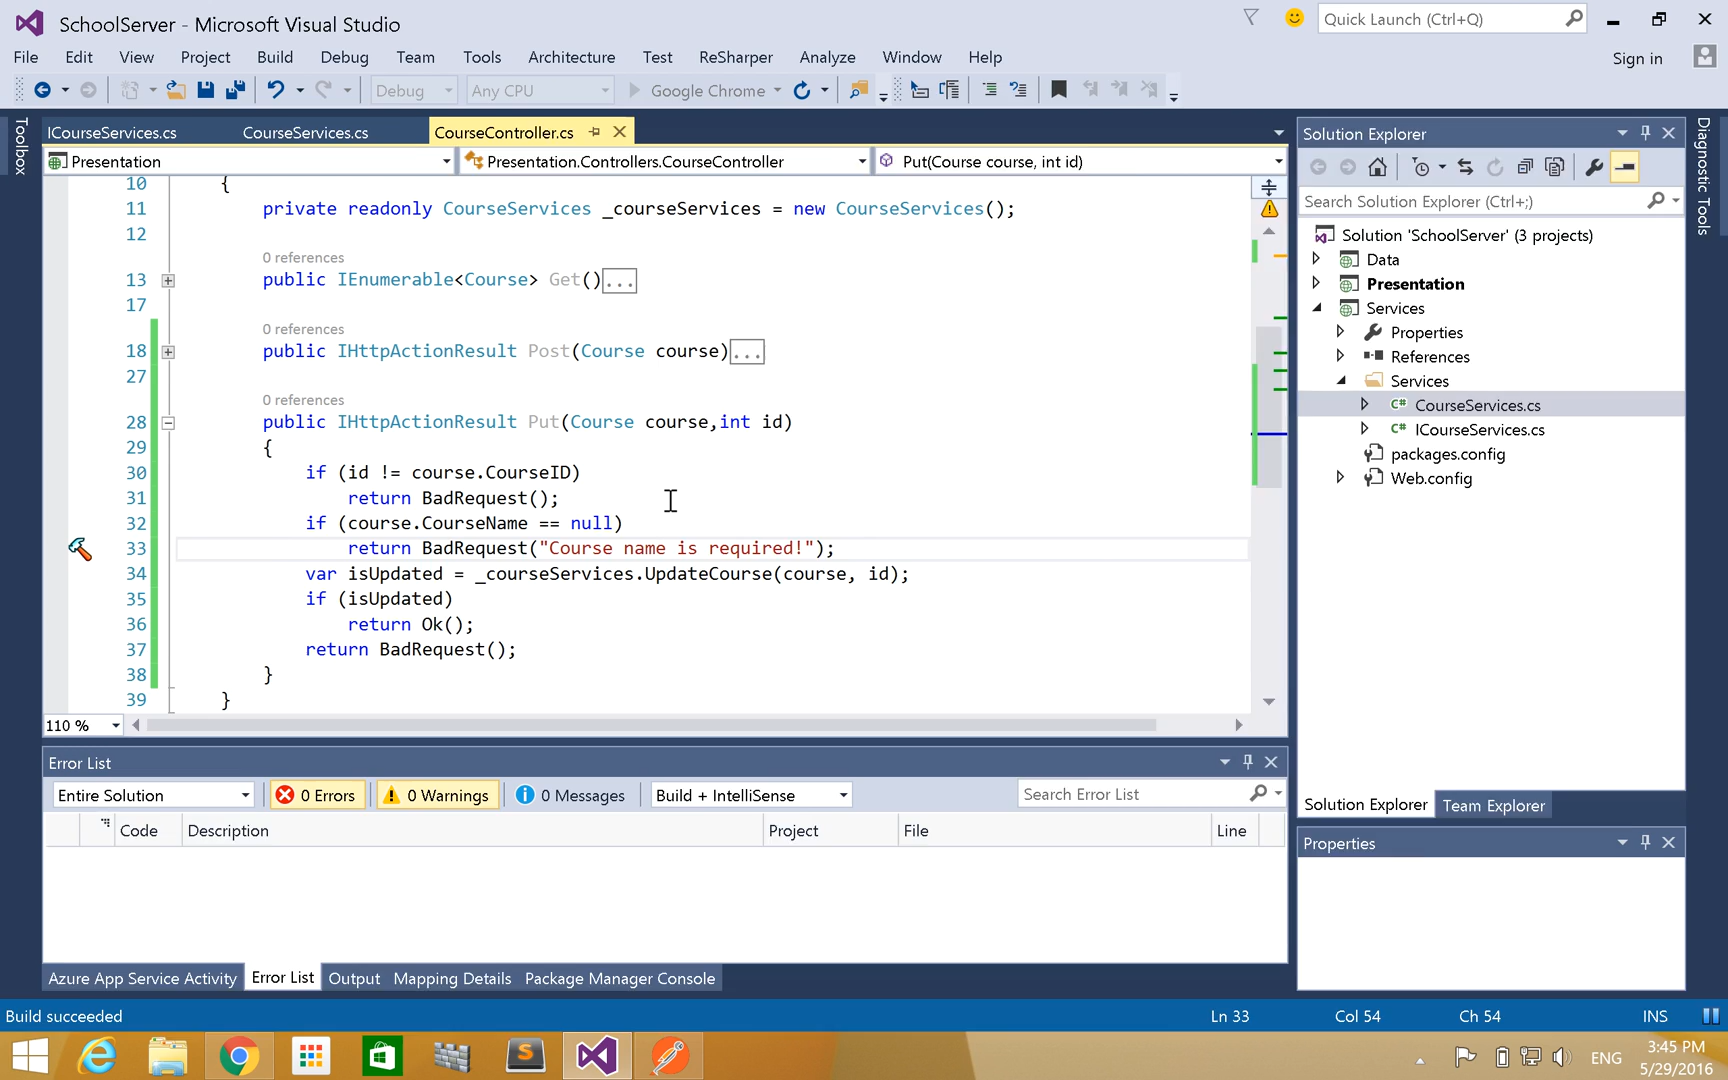 SchoolServer - Microsoft Visual Studio
Quick Launch (Ctrl+Q)
File Edit View Project Build Debug Team Tools Architecture Test ReSharper Analyze Window Help
Sign in
Debug Any CPU Google Chrome
Toolbox
ICourseServices.cs CourseServices.cs CourseController.cs
Presentation Presentation.Controllers.CourseController Put(Course course, int id)
10 {
11 private readonly CourseServices _courseServices = new CourseServices();
12
0 references
13 public IEnumerable<Course> Get()...
17
0 references
18 public IHttpActionResult Post(Course course)...
27
0 references
28 public IHttpActionResult Put(Course course,int id)
29 {
30 if (id != course.CourseID)
31 return BadRequest();
32 if (course.CourseName == null)
33 return BadRequest("Course name is required!");
34 var isUpdated = _courseServices.UpdateCourse(course, id);
35 if (isUpdated)
36 return Ok();
37 return BadRequest();
38 }
39 }
110 %
Error List
Entire Solution 0 Errors 0 Warnings 0 Messages Build + IntelliSense Search Error List
Code Description Project File Line
Azure App Service Activity Error List Output Mapping Details Package Manager Console
Solution Explorer
Search Solution Explorer (Ctrl+;)
Solution 'SchoolServer' (3 projects)
Data
Presentation
Services
Properties
References
Services
C# CourseServices.cs
C# ICourseServices.cs
packages.config
Web.config
Solution Explorer Team Explorer
Properties
Diagnostic Tools
Build succeeded Ln 33 Col 54 Ch 54 INS
ENG
3:45 PM
5/29/2016